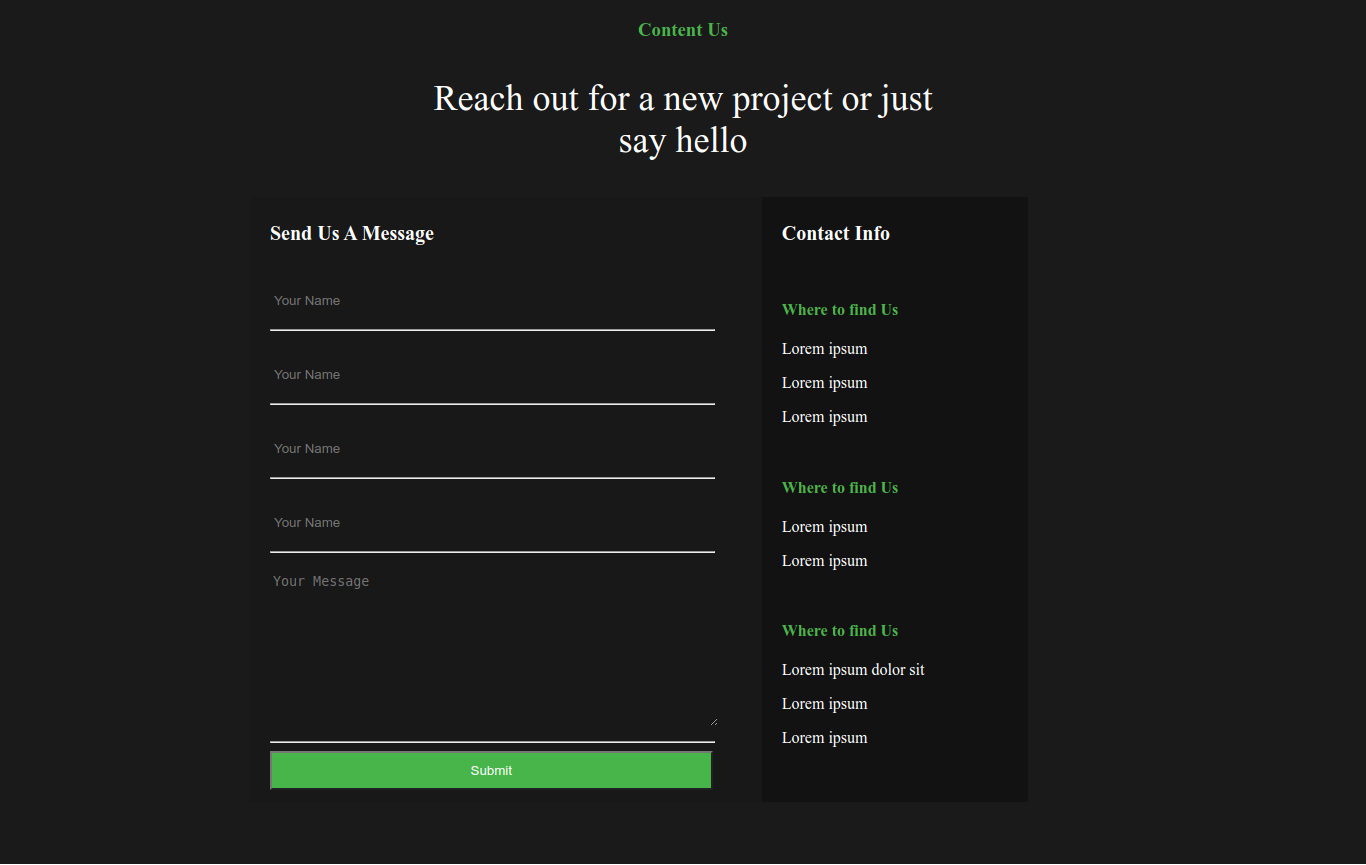 Content Us
Reach out for a new project or just
say hello
Send Us A Message
Your Name
Your Name
Your Name
Your Name
Your Message
Submit
Contact Info
Where to find Us
Lorem ipsum
Lorem ipsum
Lorem ipsum
Where to find Us
Lorem ipsum
Lorem ipsum
Where to find Us
Lorem ipsum dolor sit
Lorem ipsum
Lorem ipsum